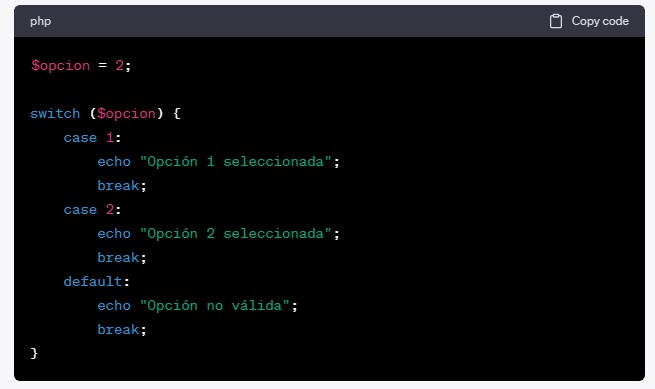 php
Copy code
$opcion = 2;
switch ($opcion) {
    case 1:
        echo "Opción 1 seleccionada";
        break;
    case 2:
        echo "Opción 2 seleccionada";
        break;
    default:
        echo "Opción no válida";
        break;
}